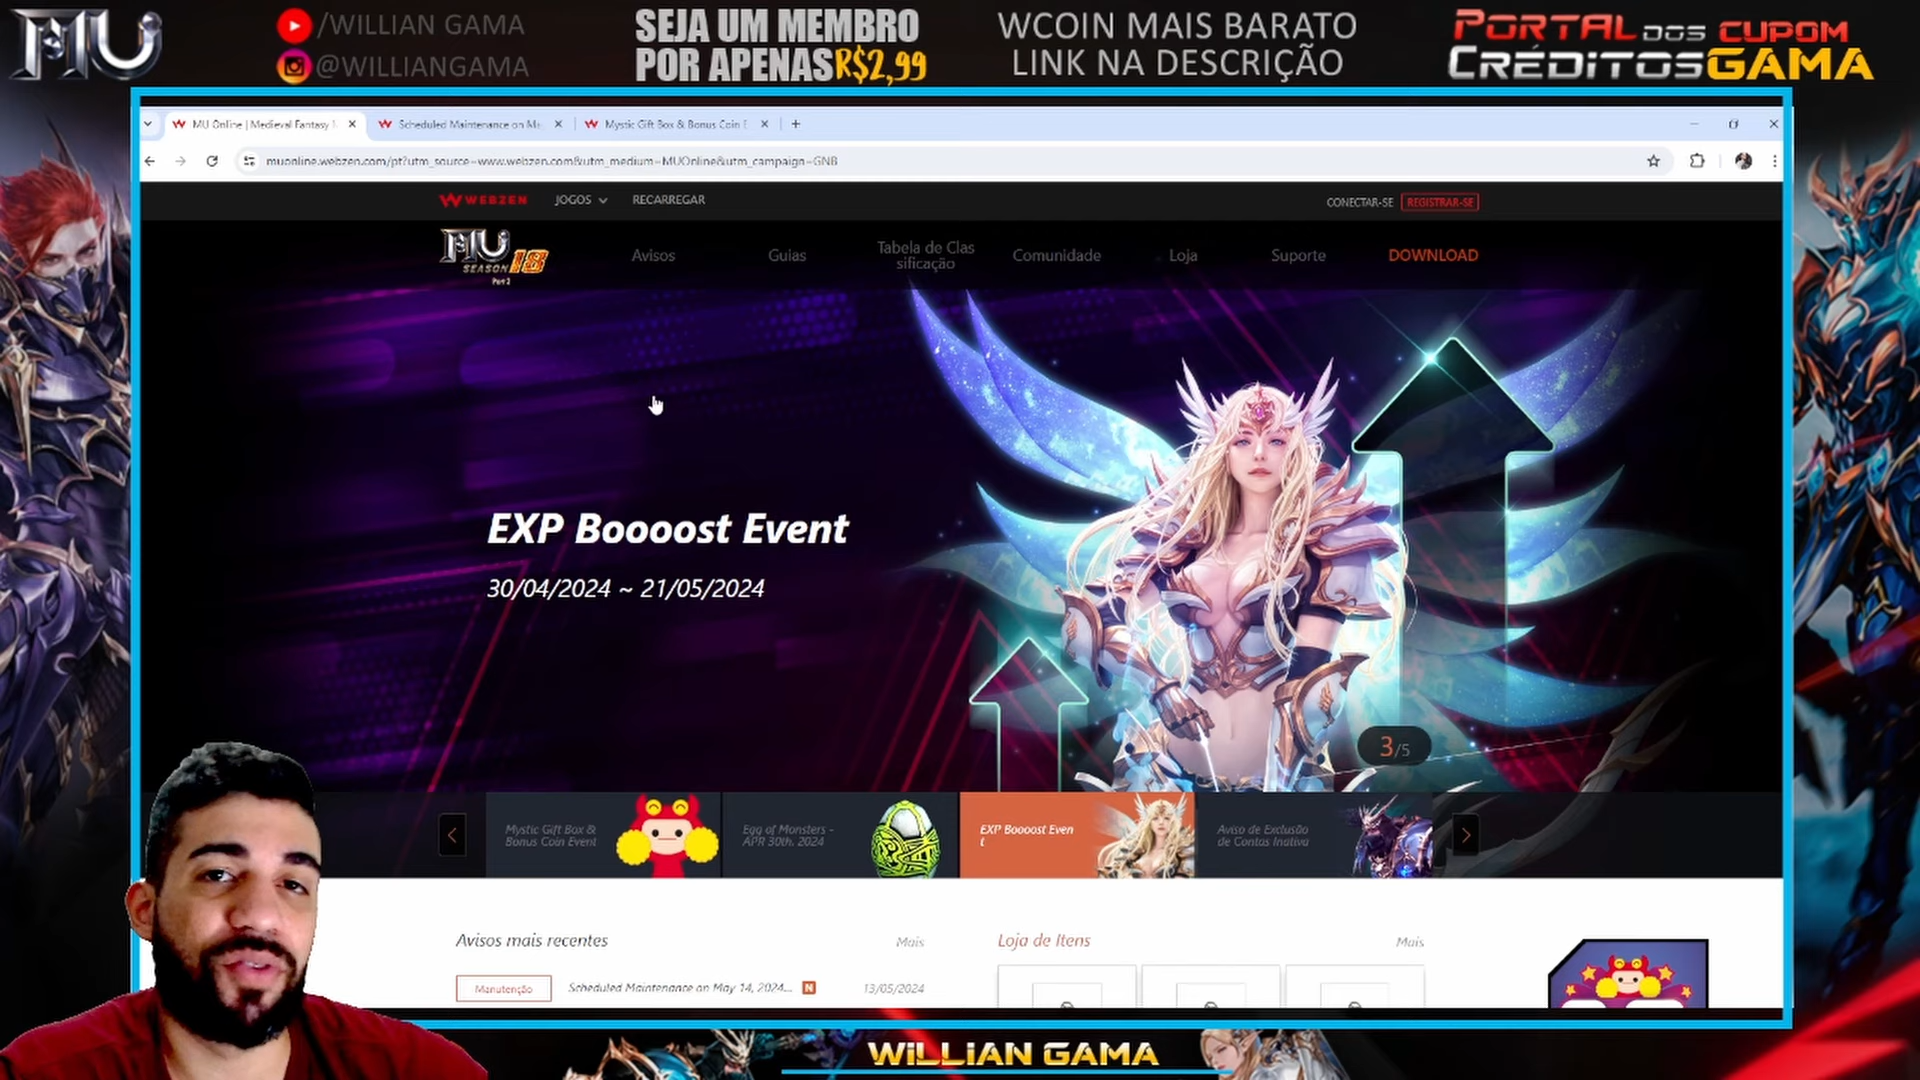 MU
/WILLIAN GAMA
@WILLIANGAMA
SEJA UM MEMBRO
POR APENAS R$2,99
WCOIN MAIS BARATO
LINK NA DESCRIÇÃO
PORTAL DOS CUPOM
CRÉDITOS GAMA
MU Online | Medieval Fantasy
Scheduled Maintenance on Ma
Mystic Gift Box & Bonus Coin E
muonline.webzen.com/pt?utm_source=www.webzen.com&utm_medium=MUOnline&utm_campaign=GNB
WEBZEN
JOGOS
RECARREGAR
CONECTAR-SE
REGISTRAR-SE
MU
SEASON 18
Part 2
Avisos
Guias
Tabela de Clas
sificação
Comunidade
Loja
Suporte
DOWNLOAD
EXP Boooost Event
30/04/2024 ~ 21/05/2024
3/5
Mystic Gift Box &
Bonus Coin Event
Egg of Monsters -
APR 30th, 2024
EXP Boooost Even
t
Aviso de Exclusão
de Contas Inativa
Avisos mais recentes
Mais
Loja de Itens
Mais
Manutenção
Scheduled Maintenance on May 14, 2024...
N
13/05/2024
WILLIAN GAMA